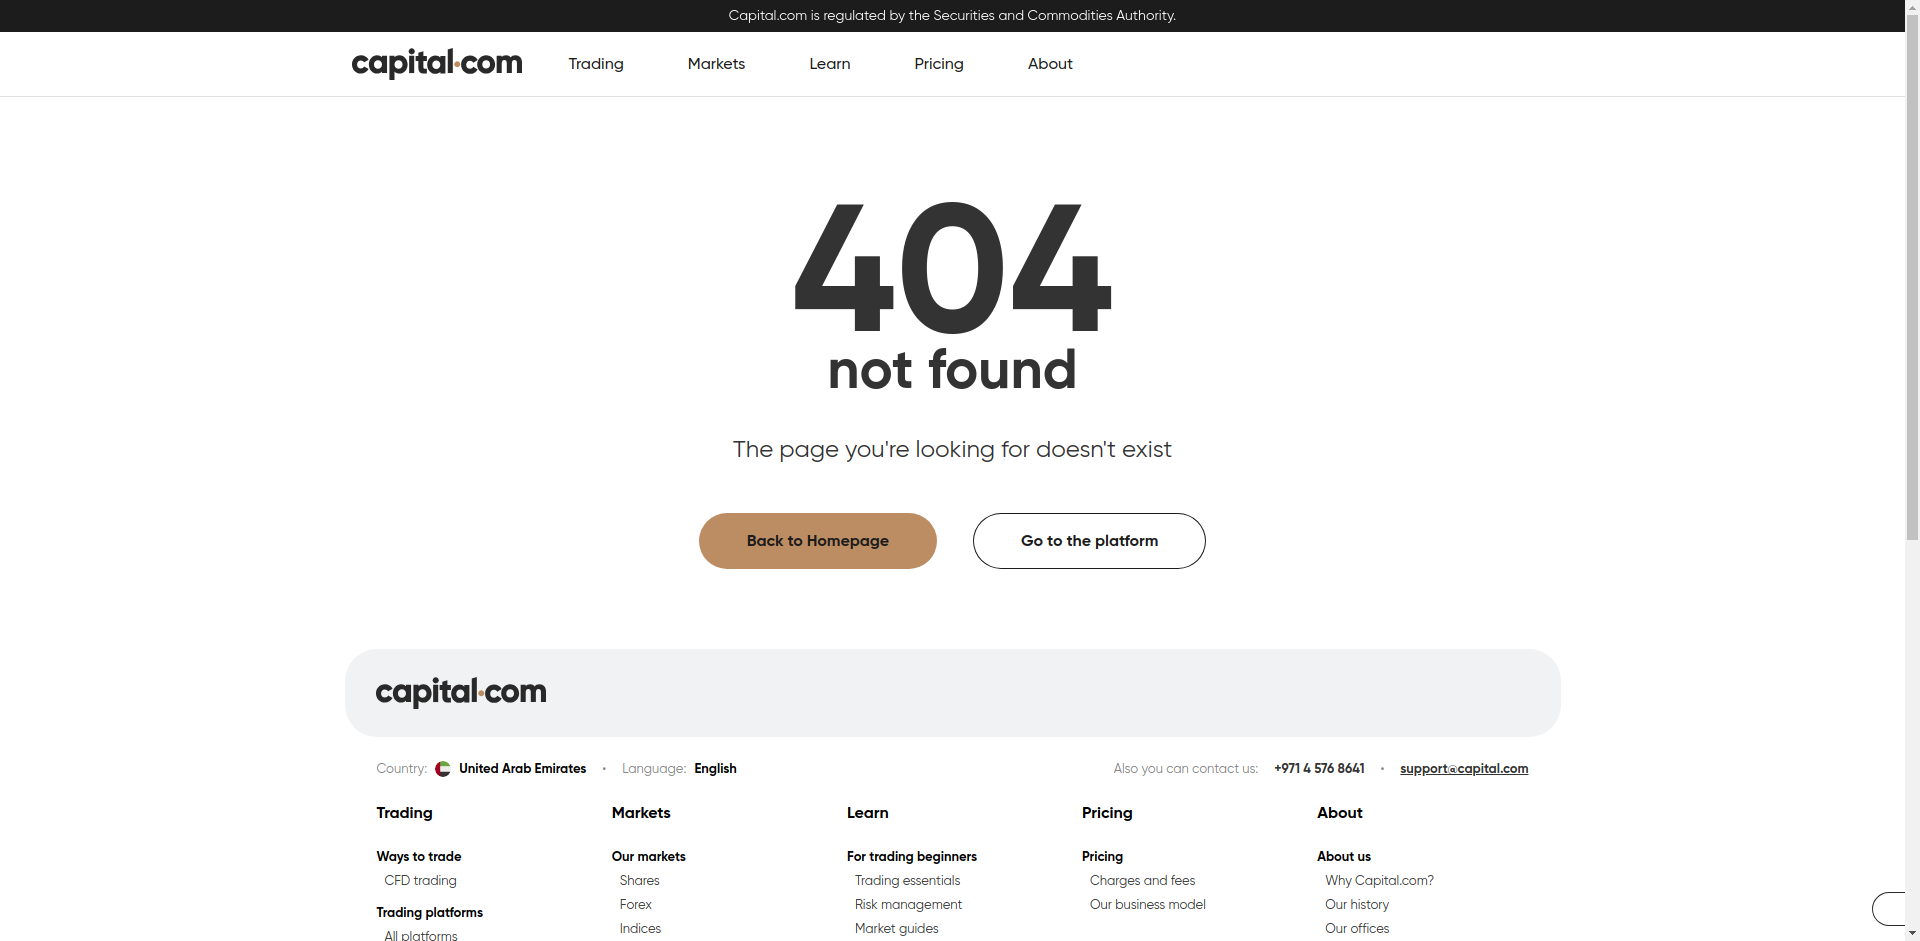 Capital.com is regulated by the Securities and Commodities Authority.
capital.com Trading Markets Learn Pricing About
404
not found
The page you're looking for doesn't exist
Back to Homepage Go to the platform
capital.com
Country: United Arab Emirates • Language: English Also you can contact us: +971 4 576 8641 • support@capital.com
Trading Markets Learn Pricing About
Ways to trade Our markets For trading beginners Pricing About us
CFD trading Shares Trading essentials Charges and fees Why Capital.com?
Forex Risk management Our business model Our history
Trading platforms
Indices Market guides Our offices
All platforms